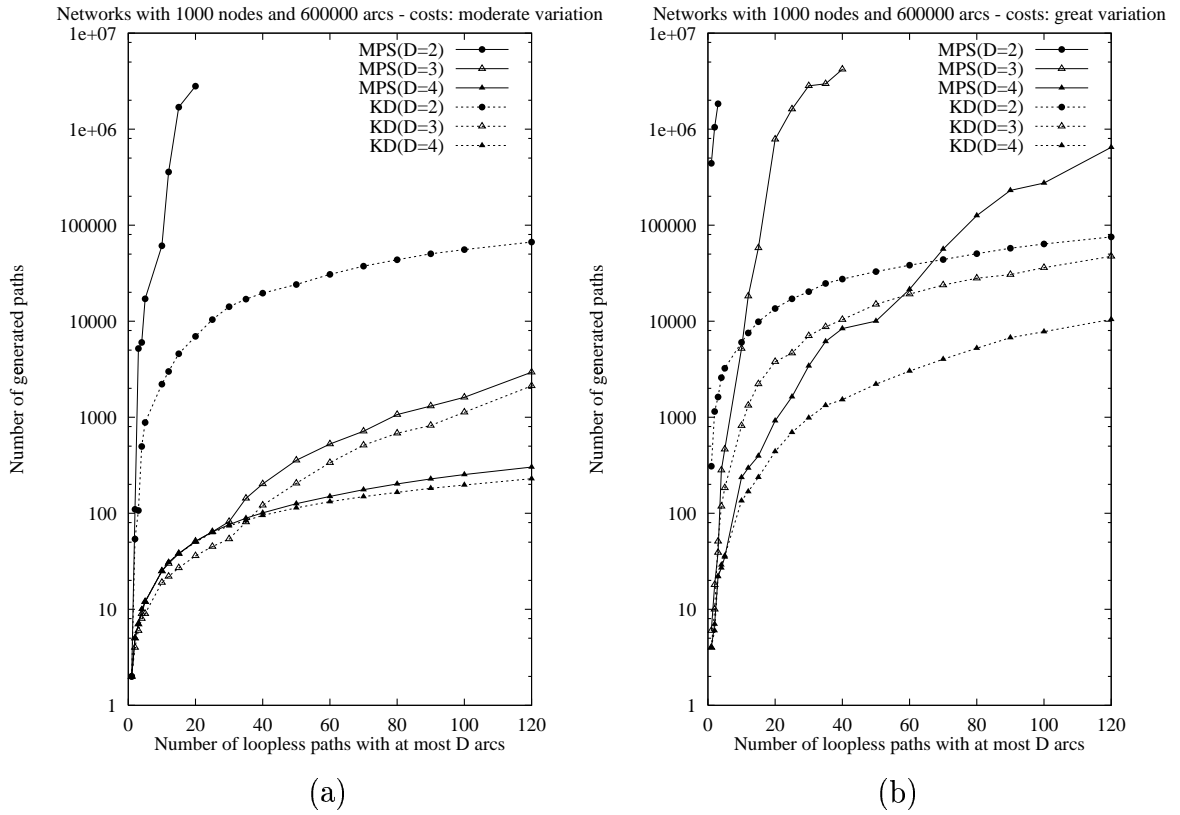 Networks with 1000 nodes and 600000 arcs - costs: moderate variation
1e+07
1e+06
100000
10000
1000
100
10
1
Number of generated paths
MPS(D=2)
MPS(D=3)
MPS(D=4)
KD(D=2)
KD(D=3)
KD(D=4)
0 20 40 60 80 100 120
Number of loopless paths with at most D arcs
(a)
Networks with 1000 nodes and 600000 arcs - costs: great variation
1e+07
1e+06
100000
10000
1000
100
10
1
Number of generated paths
MPS(D=2)
MPS(D=3)
MPS(D=4)
KD(D=2)
KD(D=3)
KD(D=4)
0 20 40 60 80 100 120
Number of loopless paths with at most D arcs
(b)